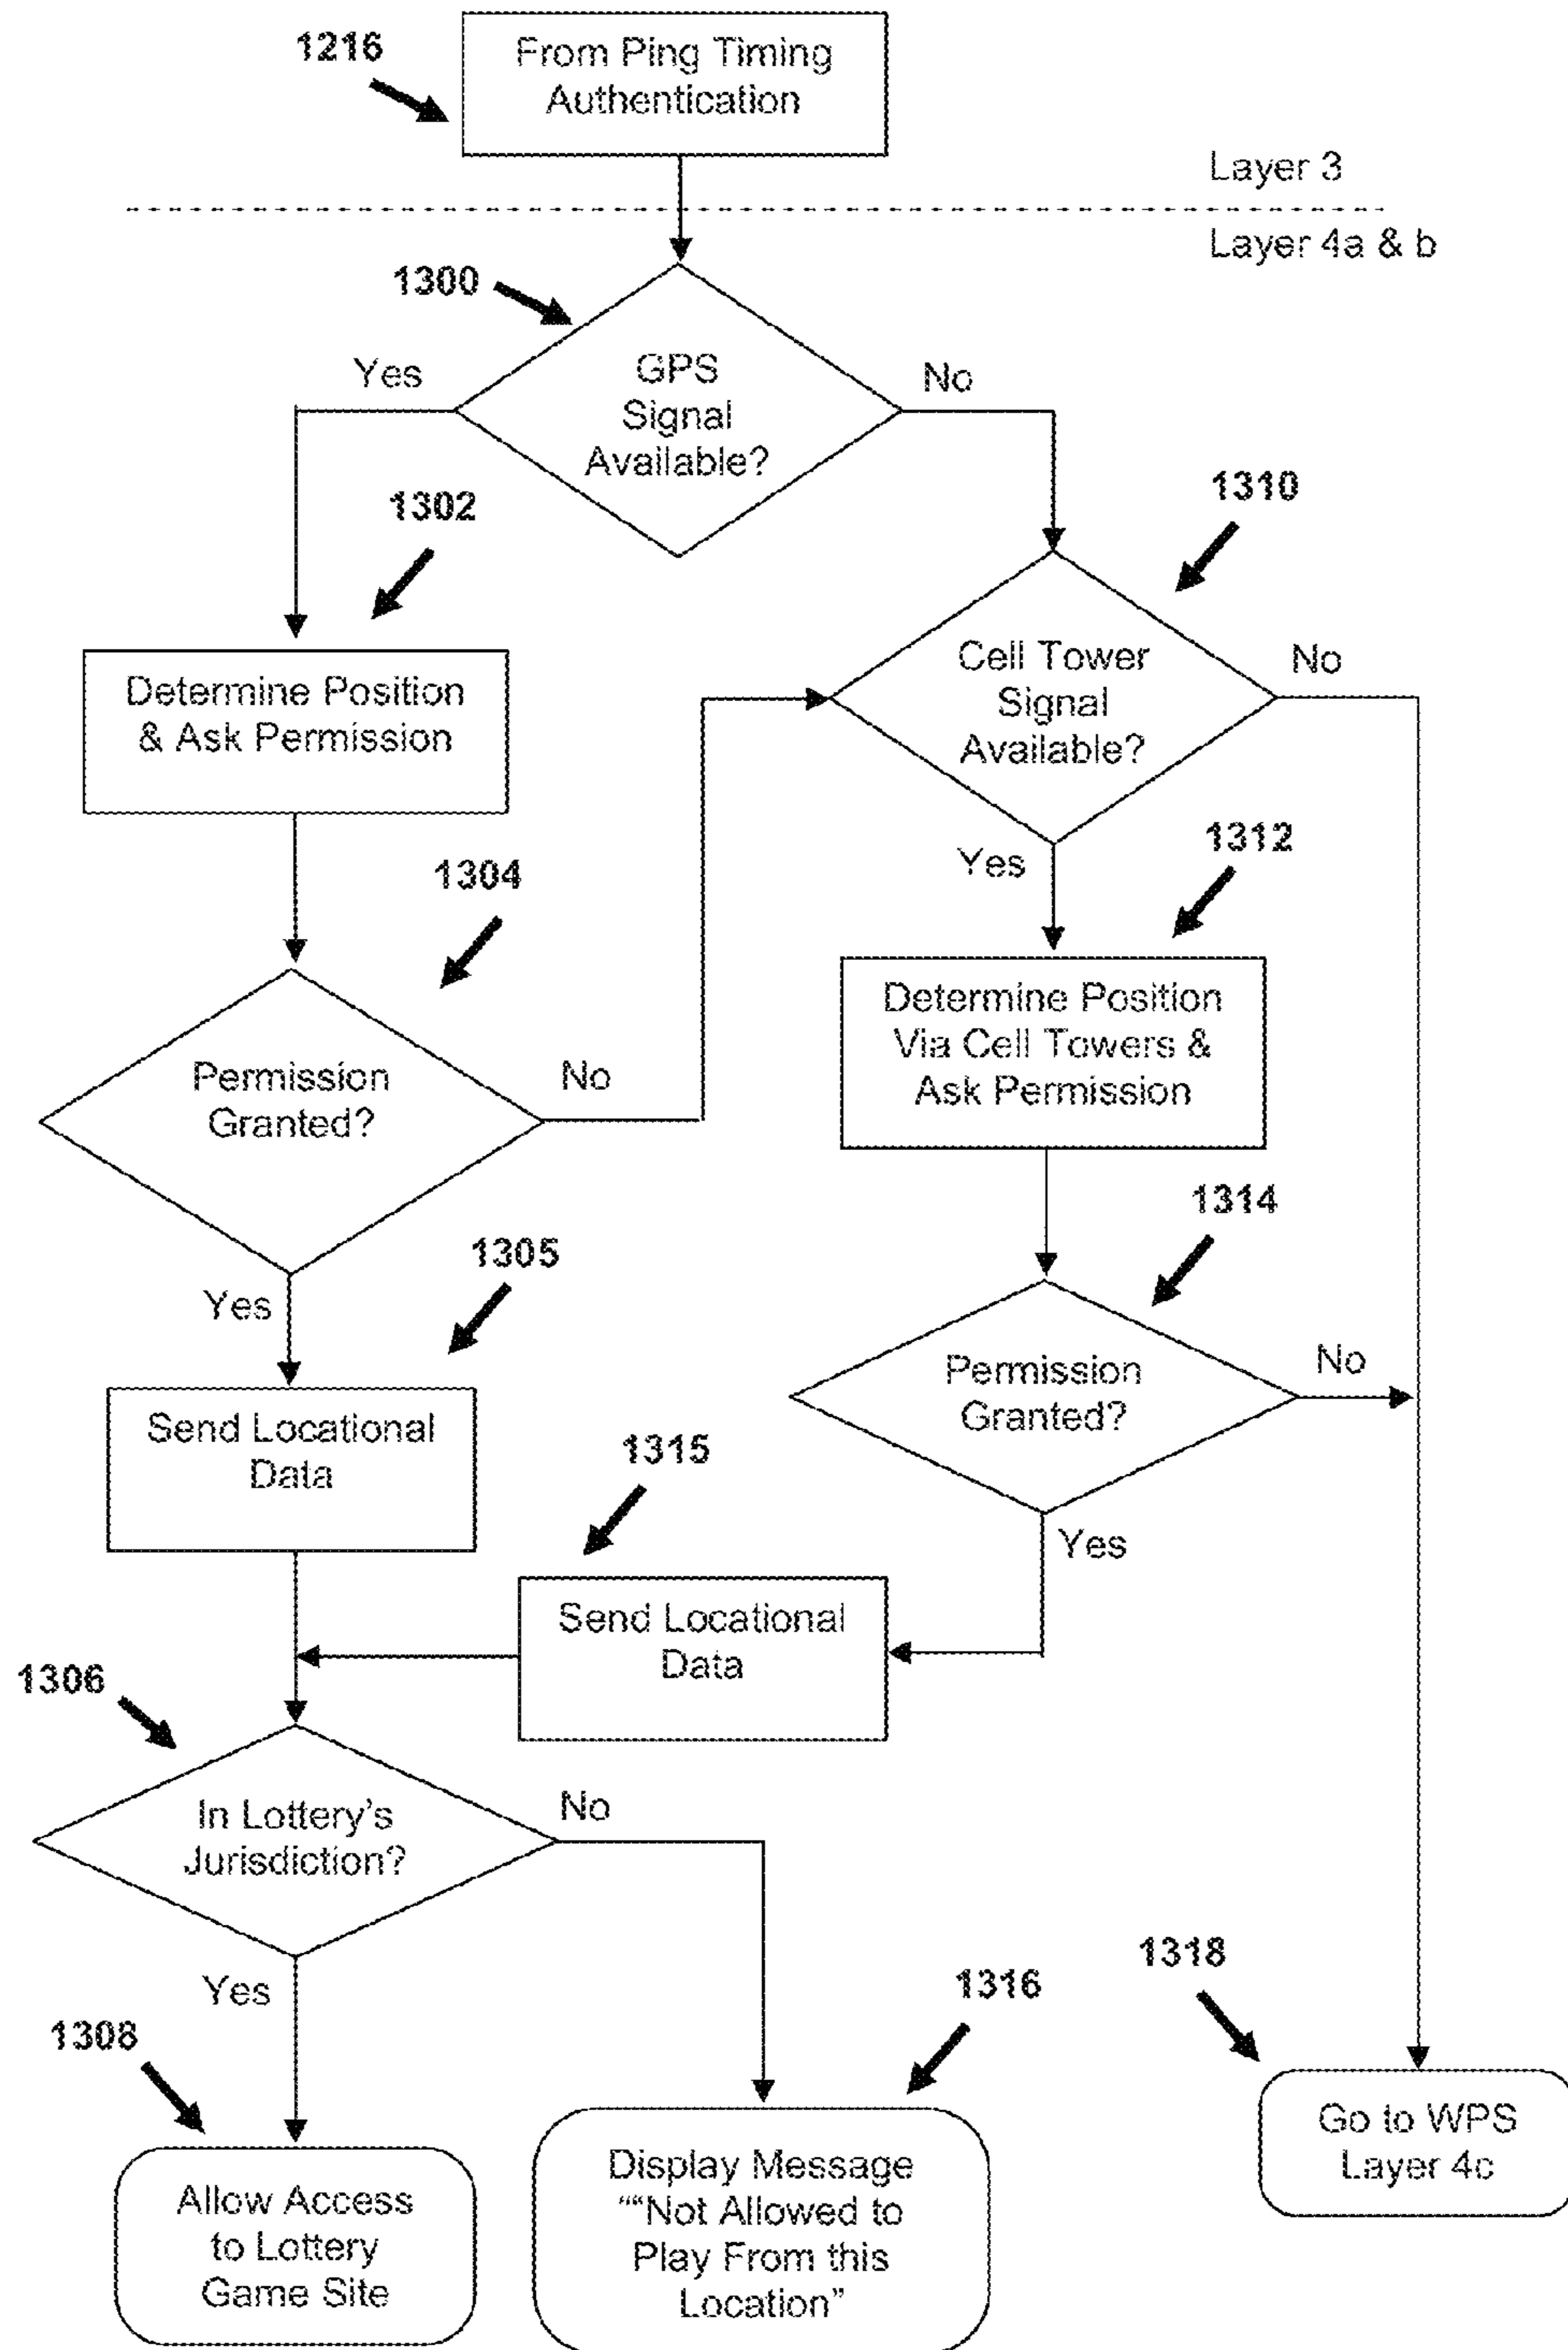 1216
From Ping Timing
Authentication
Layer 3
Layer 4a & b
1300
GPS
Signal
Available?
Yes
No
1302
1310
Determine Position
& Ask Permission
Cell Tower
Signal
Available?
No
Yes
1312
1304
Determine Position
Via Cell Towers &
Ask Permission
Permission
Granted?
No
Yes
1314
1305
Permission
Granted?
No
Yes
Send Locational
Data
1315
Send Locational
Data
1306
In Lottery's
Jurisdiction?
No
Yes
1308
1316
1318
Allow Access
to Lottery
Game Site
Display Message
"“Not Allowed to
Play From this
Location”
Go to WPS
Layer 4c